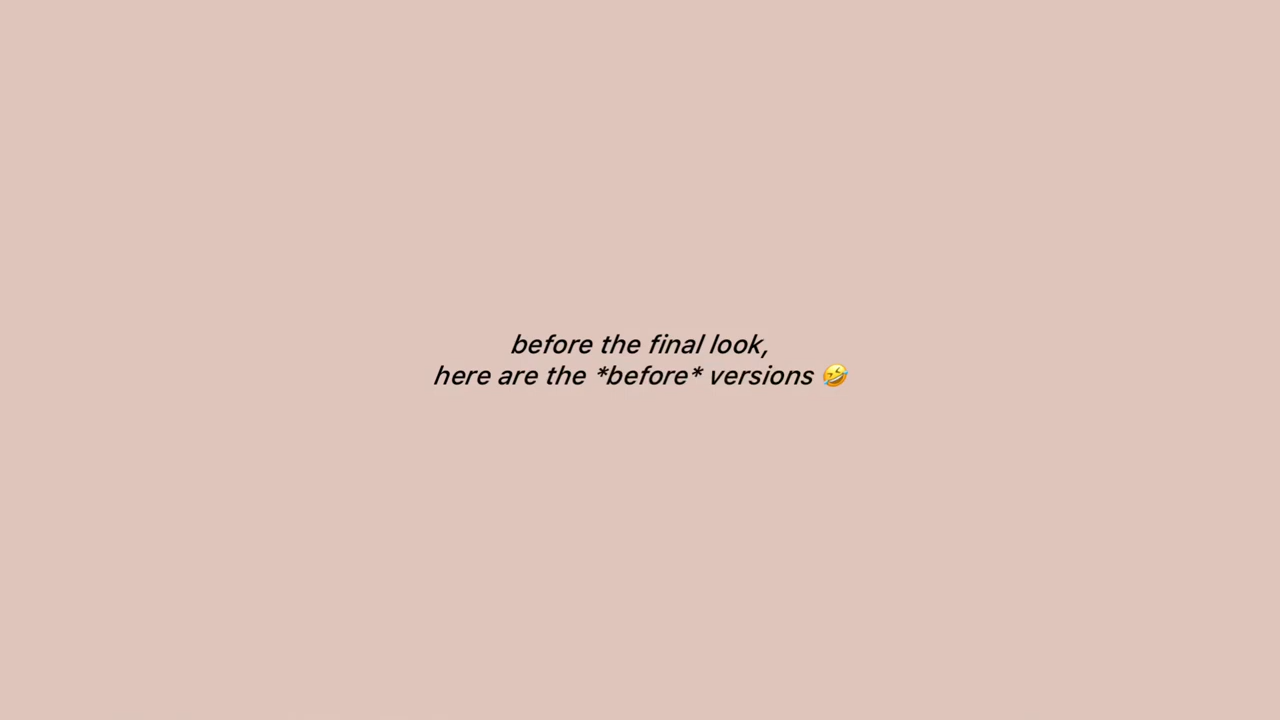 before the final look,
here are the *before* versions 🤣